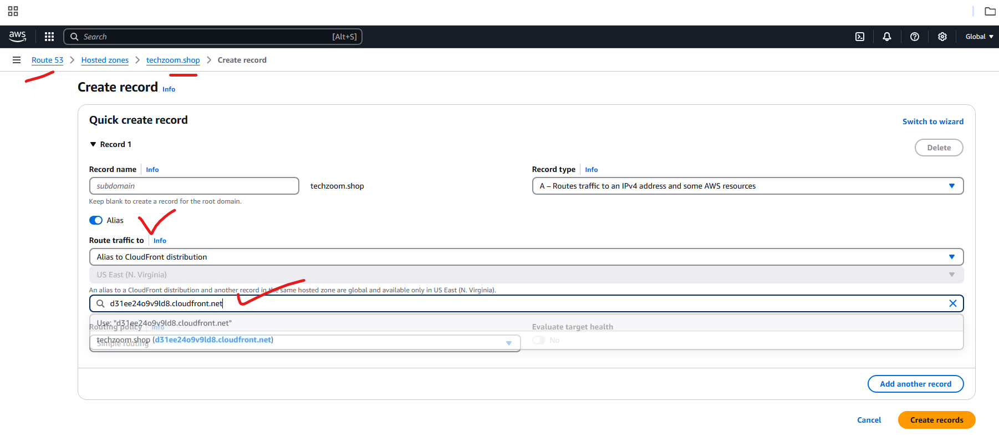 aws
Search [Alt+S]
Global
Route 53 > Hosted zones > techzoom.shop > Create record
Create record Info
Quick create record
Switch to wizard
Record 1
Delete
Record name Info
Record type Info
subdomain techzoom.shop
A – Routes traffic to an IPv4 address and some AWS resources
Keep blank to create a record for the root domain.
Alias
Route traffic to Info
Alias to CloudFront distribution
US East (N. Virginia)
An alias to a CloudFront distribution and another record in the same hosted zone are global and available only in US East (N. Virginia).
d31ee24o9v9ld8.cloudfront.net
Use: "d31ee24o9v9ld8.cloudfront.net"
Routing policy Info
Evaluate target health
techzoom.shop (d31ee24o9v9ld8.cloudfront.net)
Simple routing
No
Add another record
Cancel
Create records